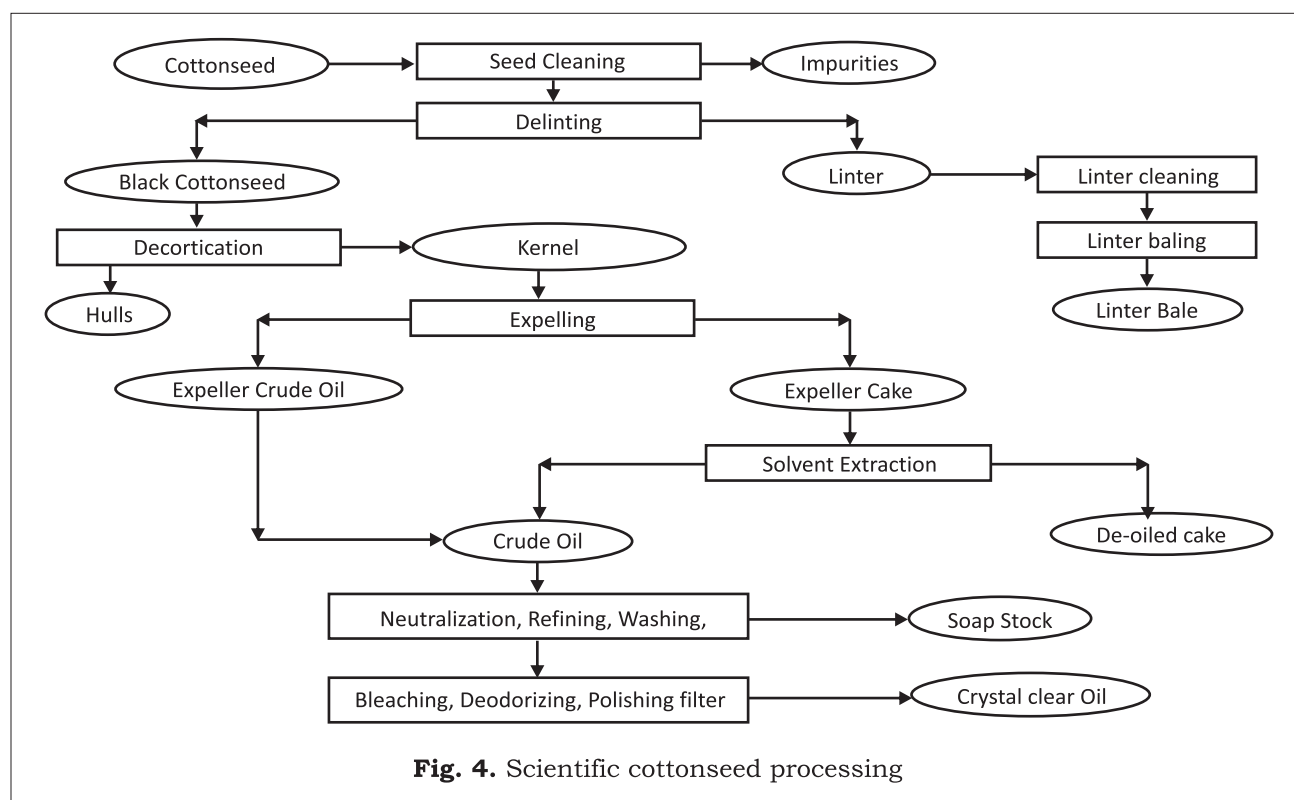 Cottonseed
Seed Cleaning
Impurities
Delinting
Black Cottonseed
Linter
Linter cleaning
Decortication
Kernel
Linter baling
Hulls
Expelling
Linter Bale
Expeller Crude Oil
Expeller Cake
Solvent Extraction
Crude Oil
De-oiled cake
Neutralization, Refining, Washing,
Soap Stock
Bleaching, Deodorizing, Polishing filter
Crystal clear Oil
Fig. 4. Scientific cottonseed processing